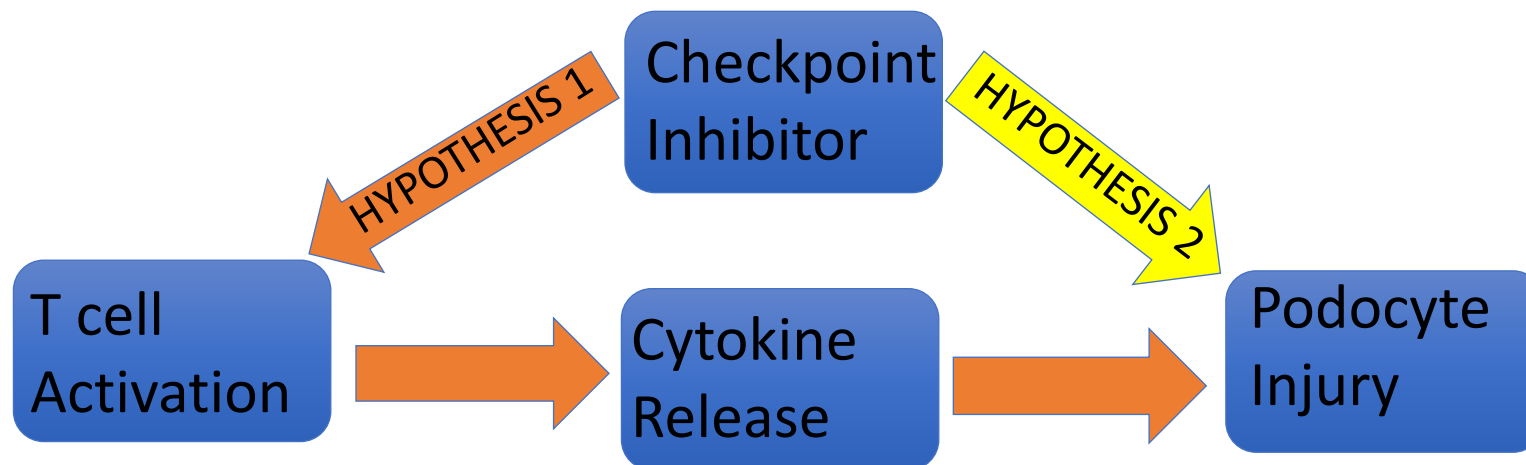 Checkpoint
Inhibitor
HYPOTHESIS 1
HYPOTHESIS 2
T cell
Activation
Cytokine
Release
Podocyte
Injury